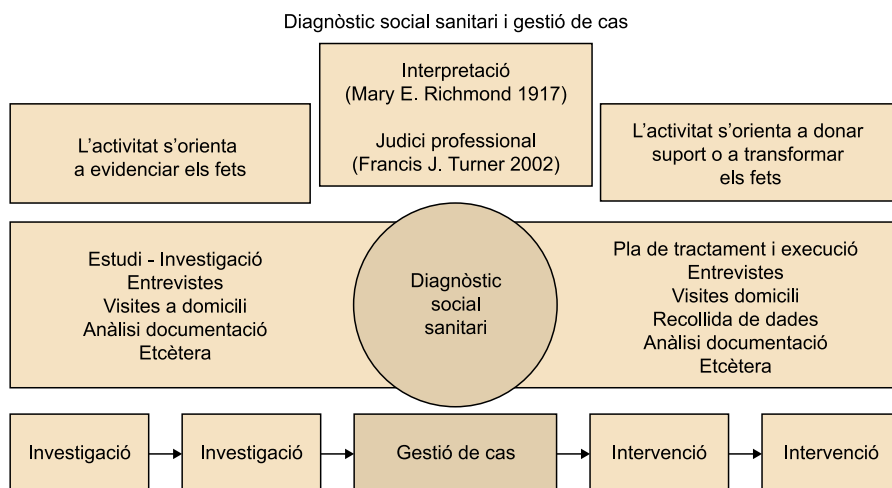 Diagnòstic social sanitari i gestió de cas
L'activitat s'orienta
a evidenciar els fets
Interpretació
(Mary E. Richmond 1917)
Judici professional
(Francis J. Turner 2002)
L'activitat s'orienta a donar
suport o a transformar
els fets
Estudi - Investigació
Entrevistes
Visites a domicili
Anàlisi documentació
Etcètera
Diagnòstic
social
sanitari
Pla de tractament i execució
Entrevistes
Visites domicili
Recollida de dades
Anàlisi documentació
Etcètera
Investigació
Investigació
Gestió de cas
Intervenció
Intervenció